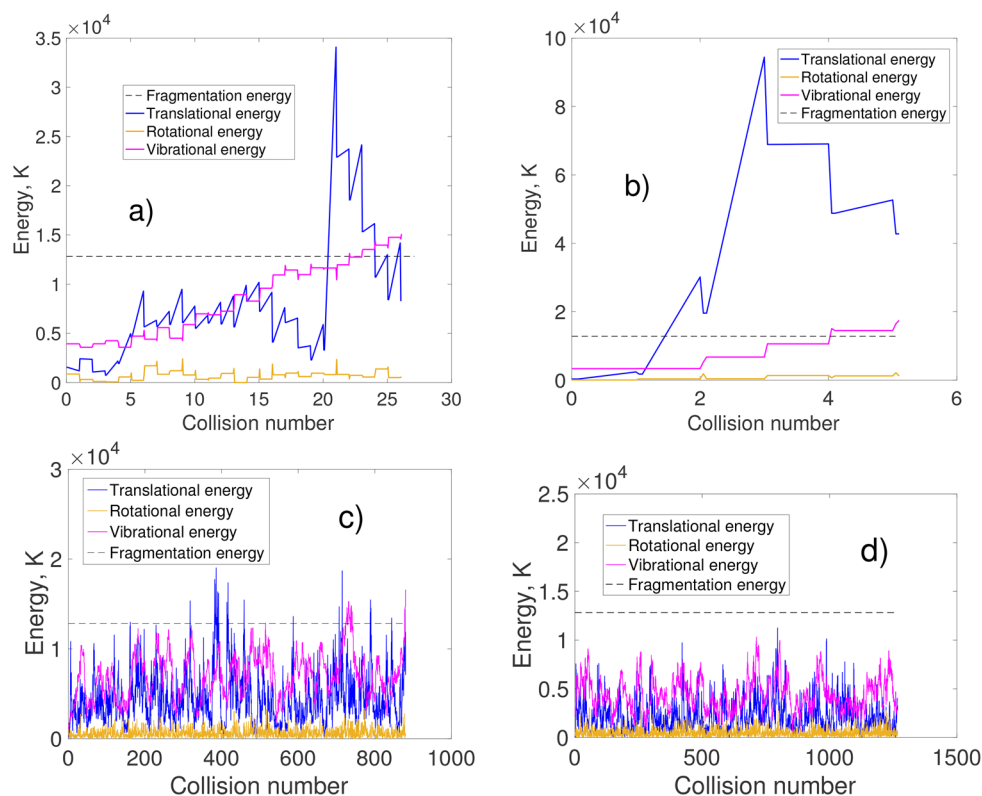 ×10⁴
3.5
3
2.5
2
1.5
1
0.5
0
Energy, K
Fragmentation energy
Translational energy
Rotational energy
Vibrational energy
a)
0 5 10 15 20 25 30
Collision number
×10⁴
10
8
6
4
2
0
Energy, K
Translational energy
Rotational energy
Vibrational energy
Fragmentation energy
b)
0 2 4 6
Collision number
×10⁴
3
2
1
0
Energy, K
Translational energy
Rotational energy
Vibrational energy
Fragmentation energy
c)
0 200 400 600 800 1000
Collision number
×10⁴
2.5
2
1.5
1
0.5
0
Energy, K
Translational energy
Rotational energy
Vibrational energy
Fragmentation energy
d)
0 500 1000 1500
Collision number